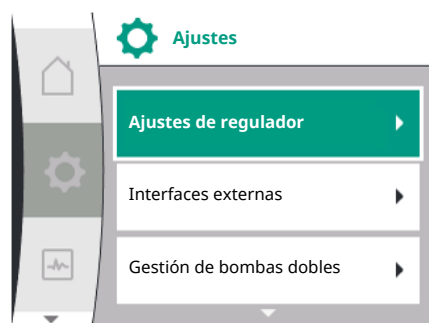 Ajustes
Ajustes de regulador
Interfaces externas
Gestión de bombas dobles